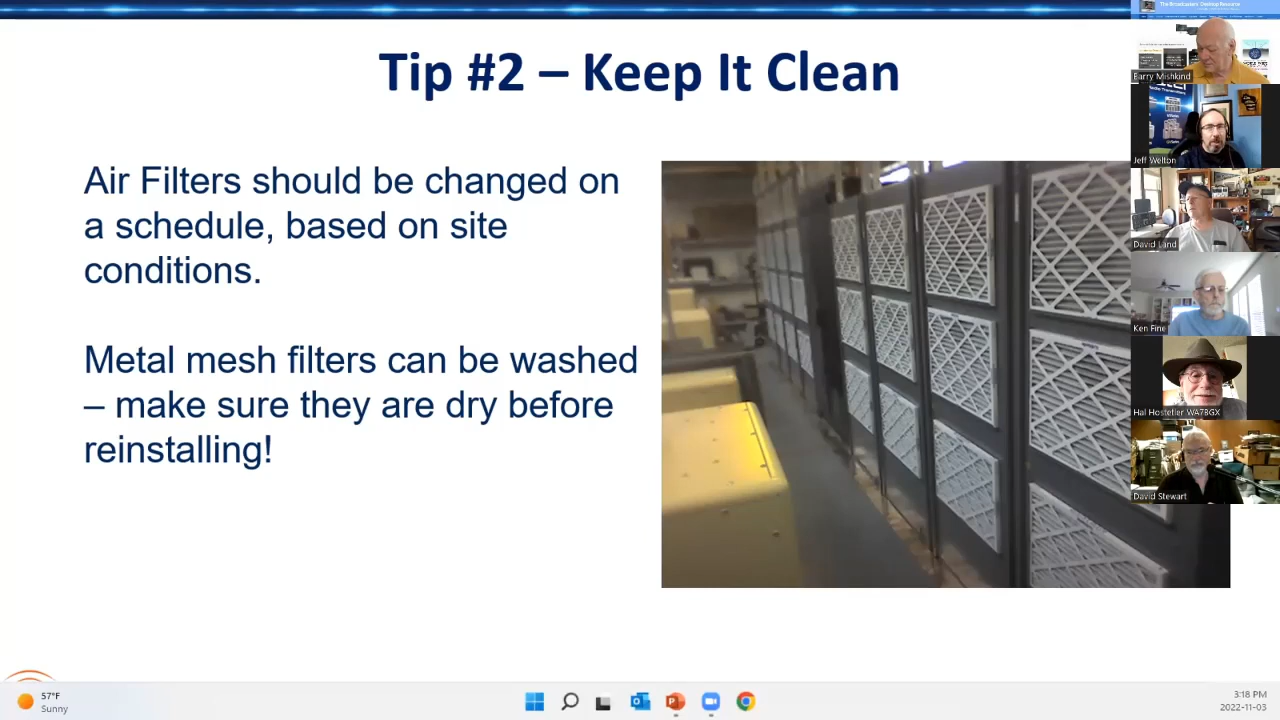 Tip #2 – Keep It Clean
Air Filters should be changed on
a schedule, based on site
conditions.
Metal mesh filters can be washed
– make sure they are dry before
reinstalling!
The Broadcasters' Desktop Resource
Barry Mishkind
Jeff Welton
David Land
Ken Fine
Hal Hostetler WA7BGX
David Stewart
57°F
Sunny
3:18 PM
2022-11-03